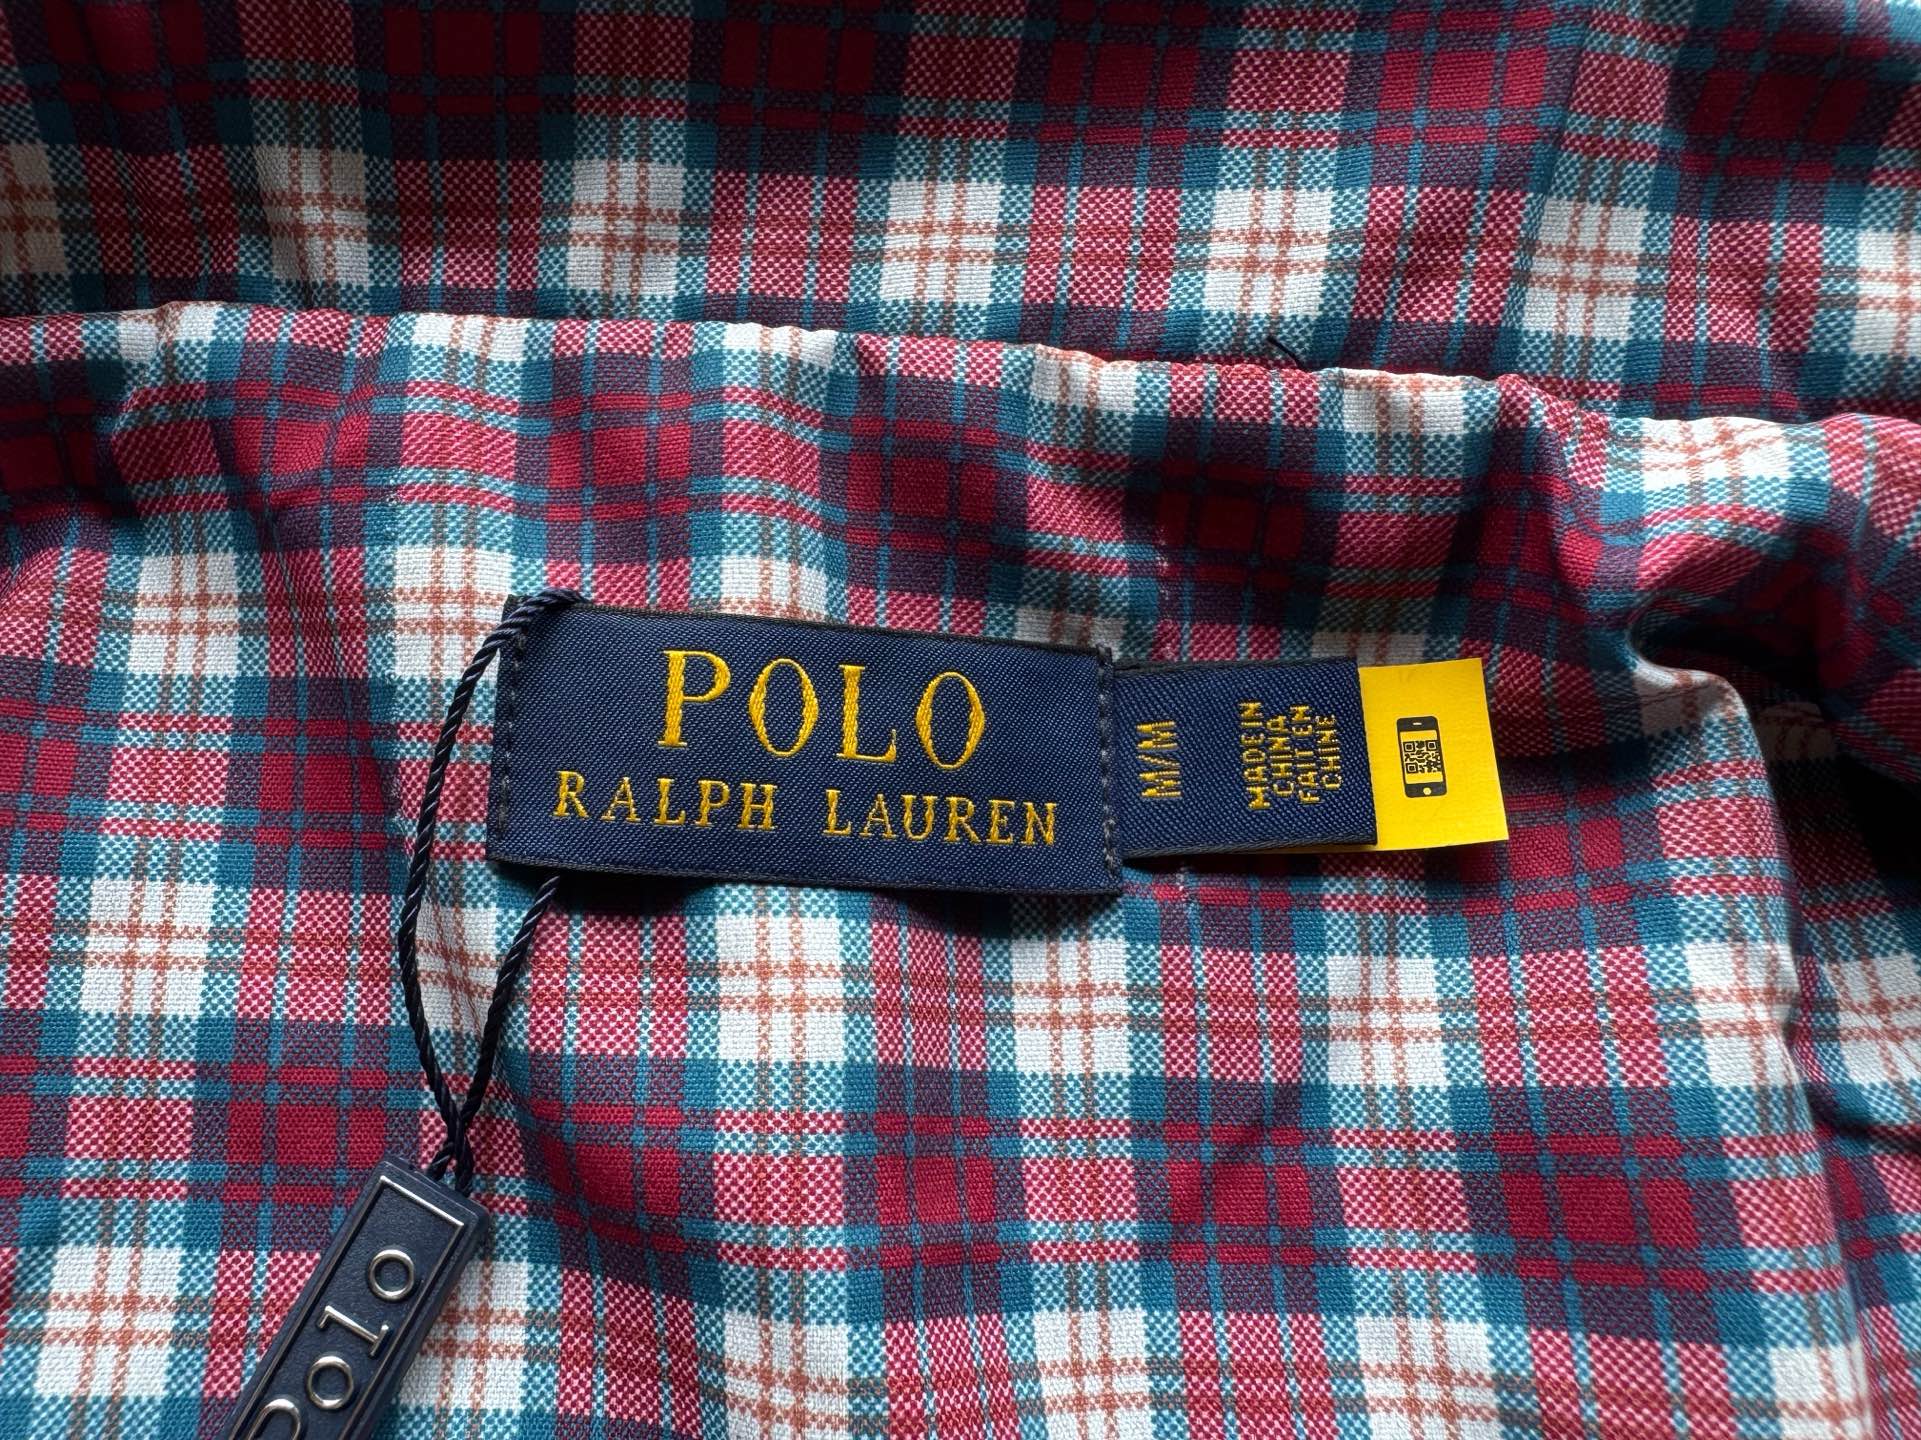 POLO
RALPH LAUREN
M/M
MADE IN
CHINA
FAIT EN
CHINE
Polo